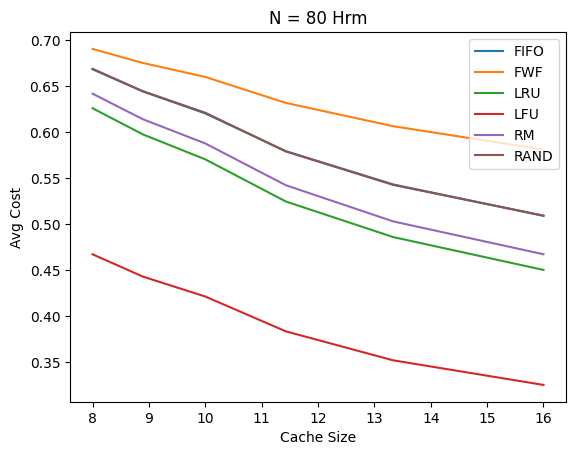 N = 80 Hrm
0.70
0.65
0.60
0.55
0.50
0.45
0.40
0.35
Avg Cost
FIFO
FWF
LRU
LFU
RM
RAND
8 9 10 11 12 13 14 15 16
Cache Size